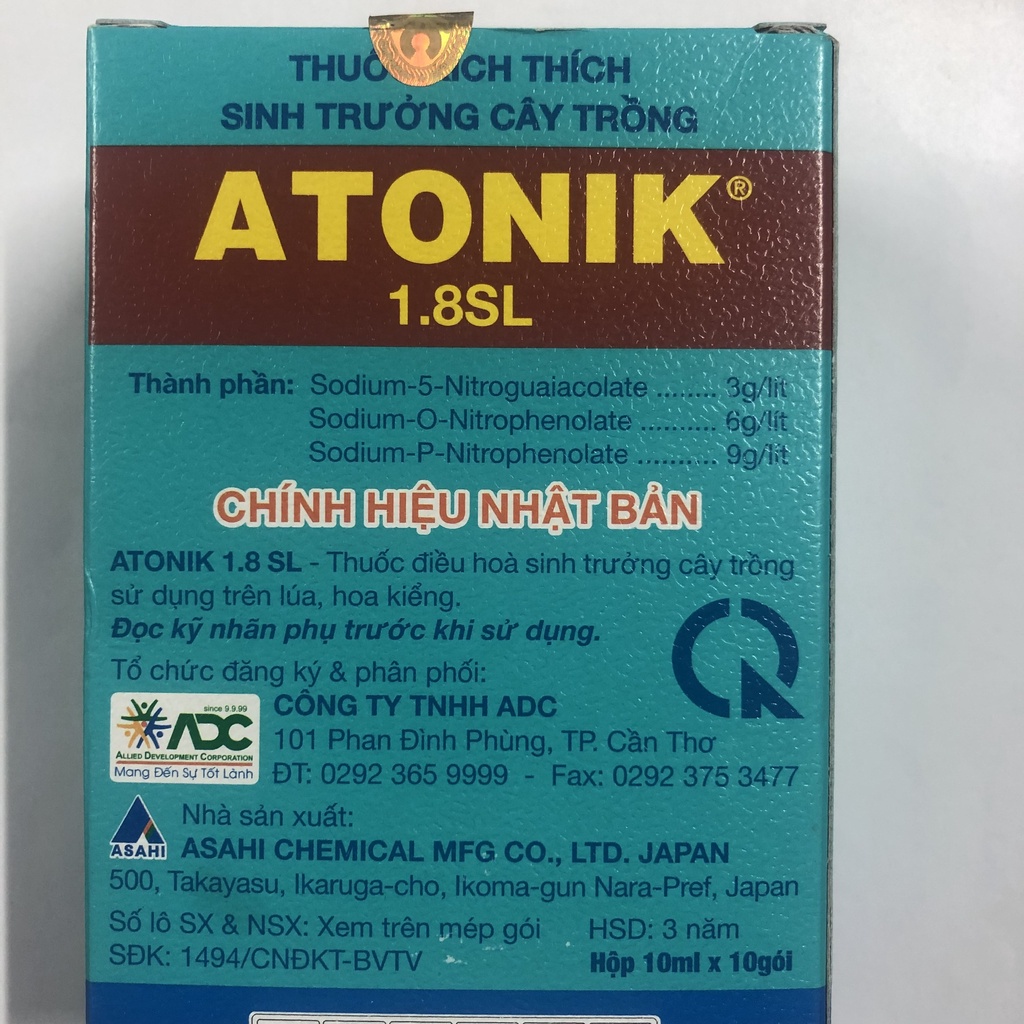 THUỐC KÍCH THÍCH
SINH TRƯỞNG CÂY TRỒNG
ATONIK®
1.8SL
Thành phần: Sodium-5-Nitroguaiacolate ........ 3g/lít
Sodium-O-Nitrophenolate .......... 6g/lít
Sodium-P-Nitrophenolate .......... 9g/lít
CHÍNH HIỆU NHẬT BẢN
ATONIK 1.8 SL - Thuốc điều hoà sinh trưởng cây trồng
sử dụng trên lúa, hoa kiểng.
Đọc kỹ nhãn phụ trước khi sử dụng.
Tổ chức đăng ký & phân phối:
since 9.9.99
ADC
ALLIED DEVELOPMENT CORPORATION
Mang Đến Sự Tốt Lành
CÔNG TY TNHH ADC
101 Phan Đình Phùng, TP. Cần Thơ
ĐT: 0292 365 9999 - Fax: 0292 375 3477
ASAHI
Nhà sản xuất:
ASAHI CHEMICAL MFG CO., LTD. JAPAN
500, Takayasu, Ikaruga-cho, Ikoma-gun Nara-Pref, Japan
Số lô SX & NSX: Xem trên mép gói HSD: 3 năm
SĐK: 1494/CNĐKT-BVTV Hộp 10ml x 10gói